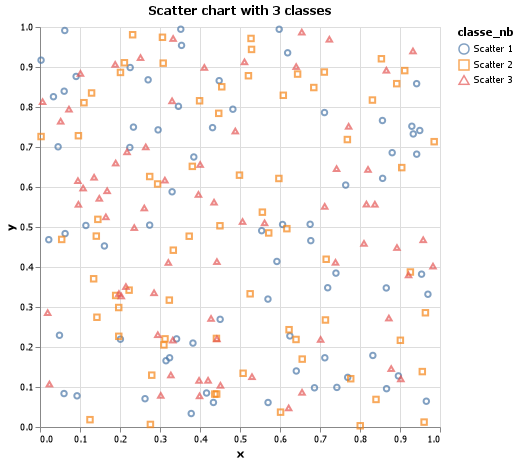 Scatter chart with 3 classes
classe_nb
Scatter 1
Scatter 2
Scatter 3
y
1.0
0.9
0.8
0.7
0.6
0.5
0.4
0.3
0.2
0.1
0.0
0.0 0.1 0.2 0.3 0.4 0.5 0.6 0.7 0.8 0.9 1.0
x